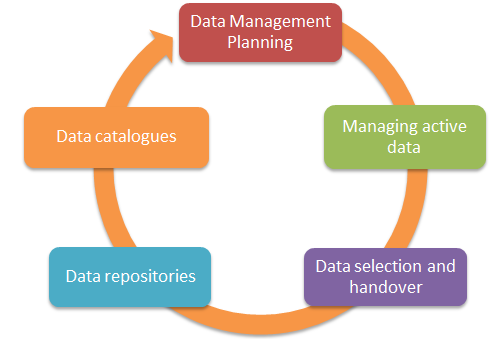 Data Management
Planning
Managing active
data
Data selection and
handover
Data repositories
Data catalogues